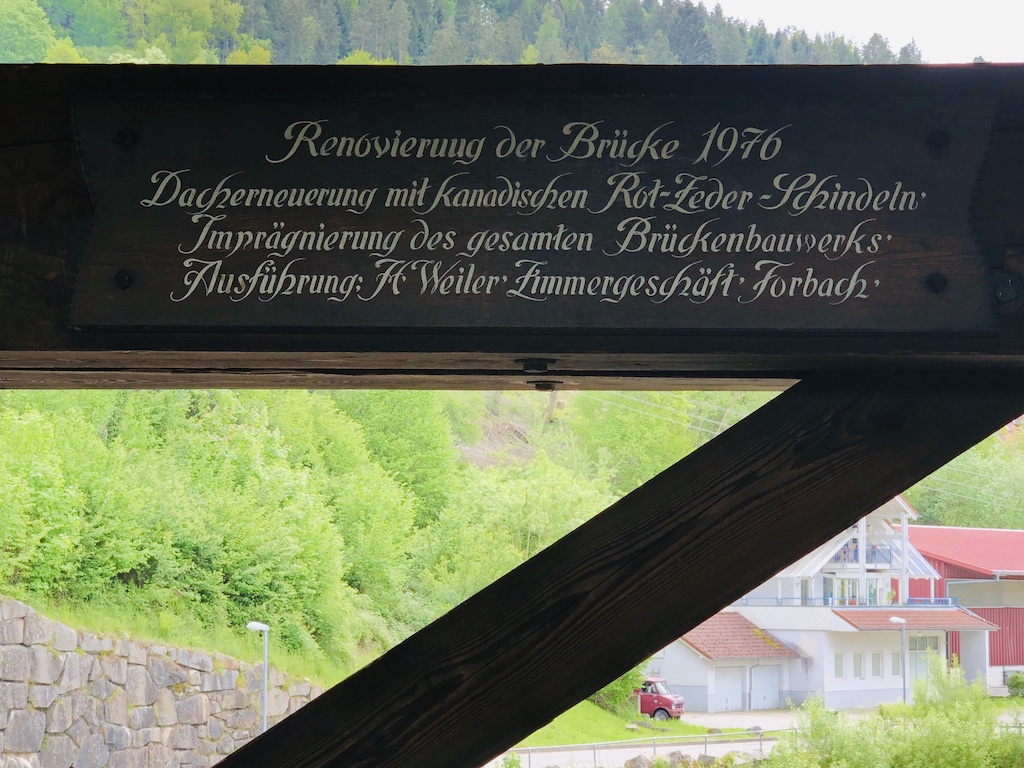 Renovierung der Brücke 1976
Dacherneuerung mit kanadischen Rot-Zeder-Schindeln·
Imprägnierung des gesamten Brückenbauwerks·
Ausführung: A·Weiler·Zimmergeschäft·Forbach·